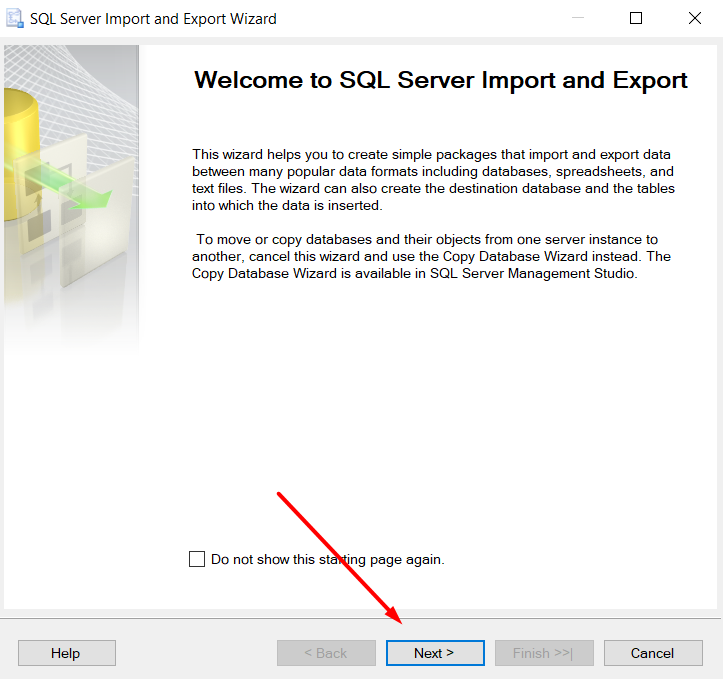 SQL Server Import and Export Wizard
Welcome to SQL Server Import and Export
This wizard helps you to create simple packages that import and export data
between many popular data formats including databases, spreadsheets, and
text files. The wizard can also create the destination database and the tables
into which the data is inserted.
To move or copy databases and their objects from one server instance to
another, cancel this wizard and use the Copy Database Wizard instead. The
Copy Database Wizard is available in SQL Server Management Studio.
Do not show this starting page again.
Help
< Back
Next >
Finish >>|
Cancel